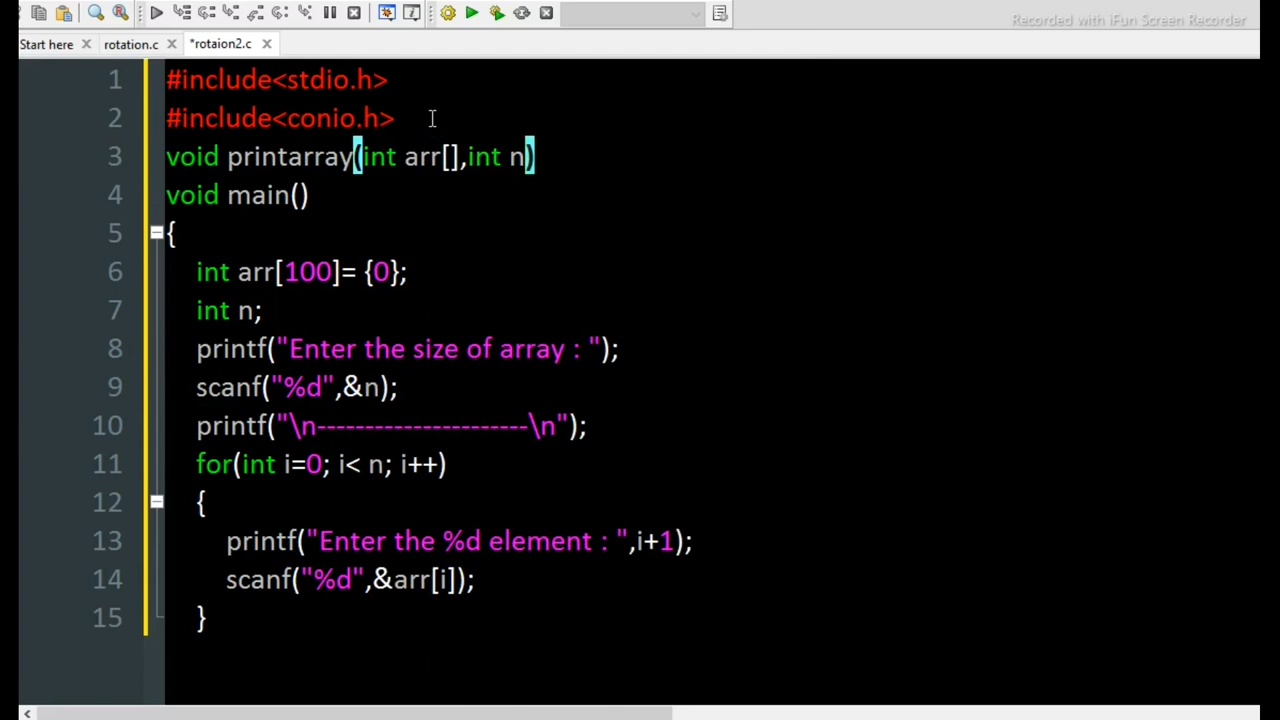 Recorded with iFun Screen Recorder
Start here
rotation.c
*rotaion2.c
1 #include<stdio.h>
2 #include<conio.h>
3 void printarray(int arr[],int n)
4 void main()
5 {
6 int arr[100]= {0};
7 int n;
8 printf("Enter the size of array : ");
9 scanf("%d",&n);
10 printf("\n----------------------\n");
11 for(int i=0; i< n; i++)
12 {
13 printf("Enter the %d element : ",i+1);
14 scanf("%d",&arr[i]);
15 }